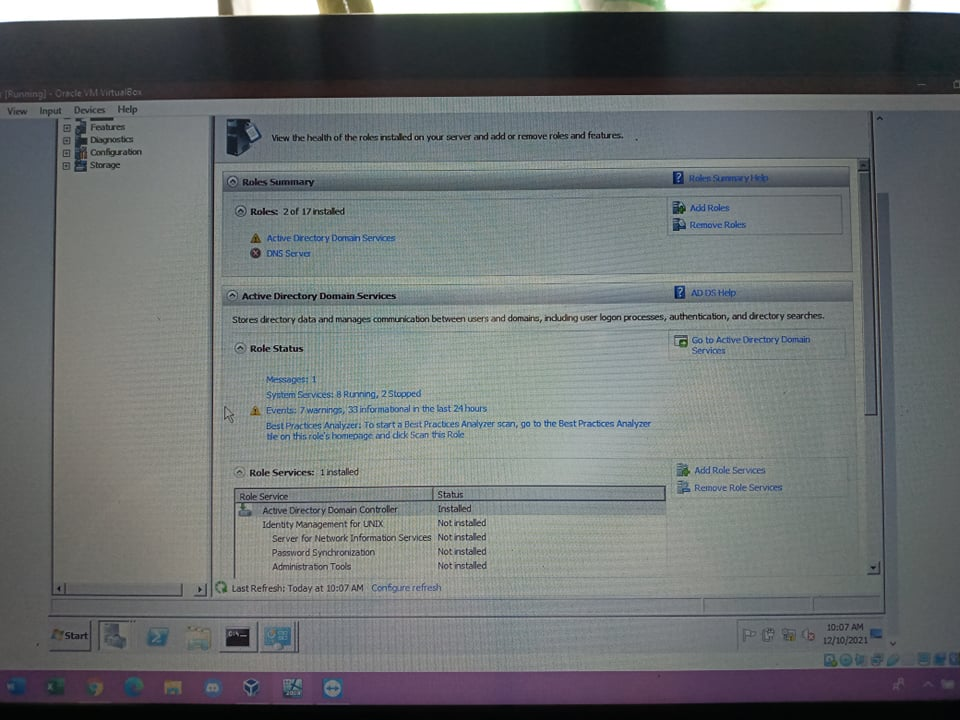 [Running] - Oracle VM VirtualBox
View Input Devices Help
Features
Diagnostics
Configuration
Storage
View the health of the roles installed on your server and add or remove roles and features.
Roles Summary
Roles Summary Help
Roles: 2 of 17 installed
Add Roles
Remove Roles
Active Directory Domain Services
DNS Server
Active Directory Domain Services
AD DS Help
Stores directory data and manages communication between users and domains, including user logon processes, authentication, and directory searches.
Role Status
Go to Active Directory Domain
Services
Messages: 1
System Services: 8 Running, 2 Stopped
Events: 7 warnings, 33 informational in the last 24 hours
Best Practices Analyzer: To start a Best Practices Analyzer scan, go to the Best Practices Analyzer
tile on this role's homepage and click Scan this Role
Role Services: 1 installed
Add Role Services
Remove Role Services
Role Service Status
Active Directory Domain Controller Installed
Identity Management for UNIX Not installed
Server for Network Information Services Not installed
Password Synchronization Not installed
Administration Tools Not installed
Last Refresh: Today at 10:07 AM Configure refresh
Start
10:07 AM
12/10/2021